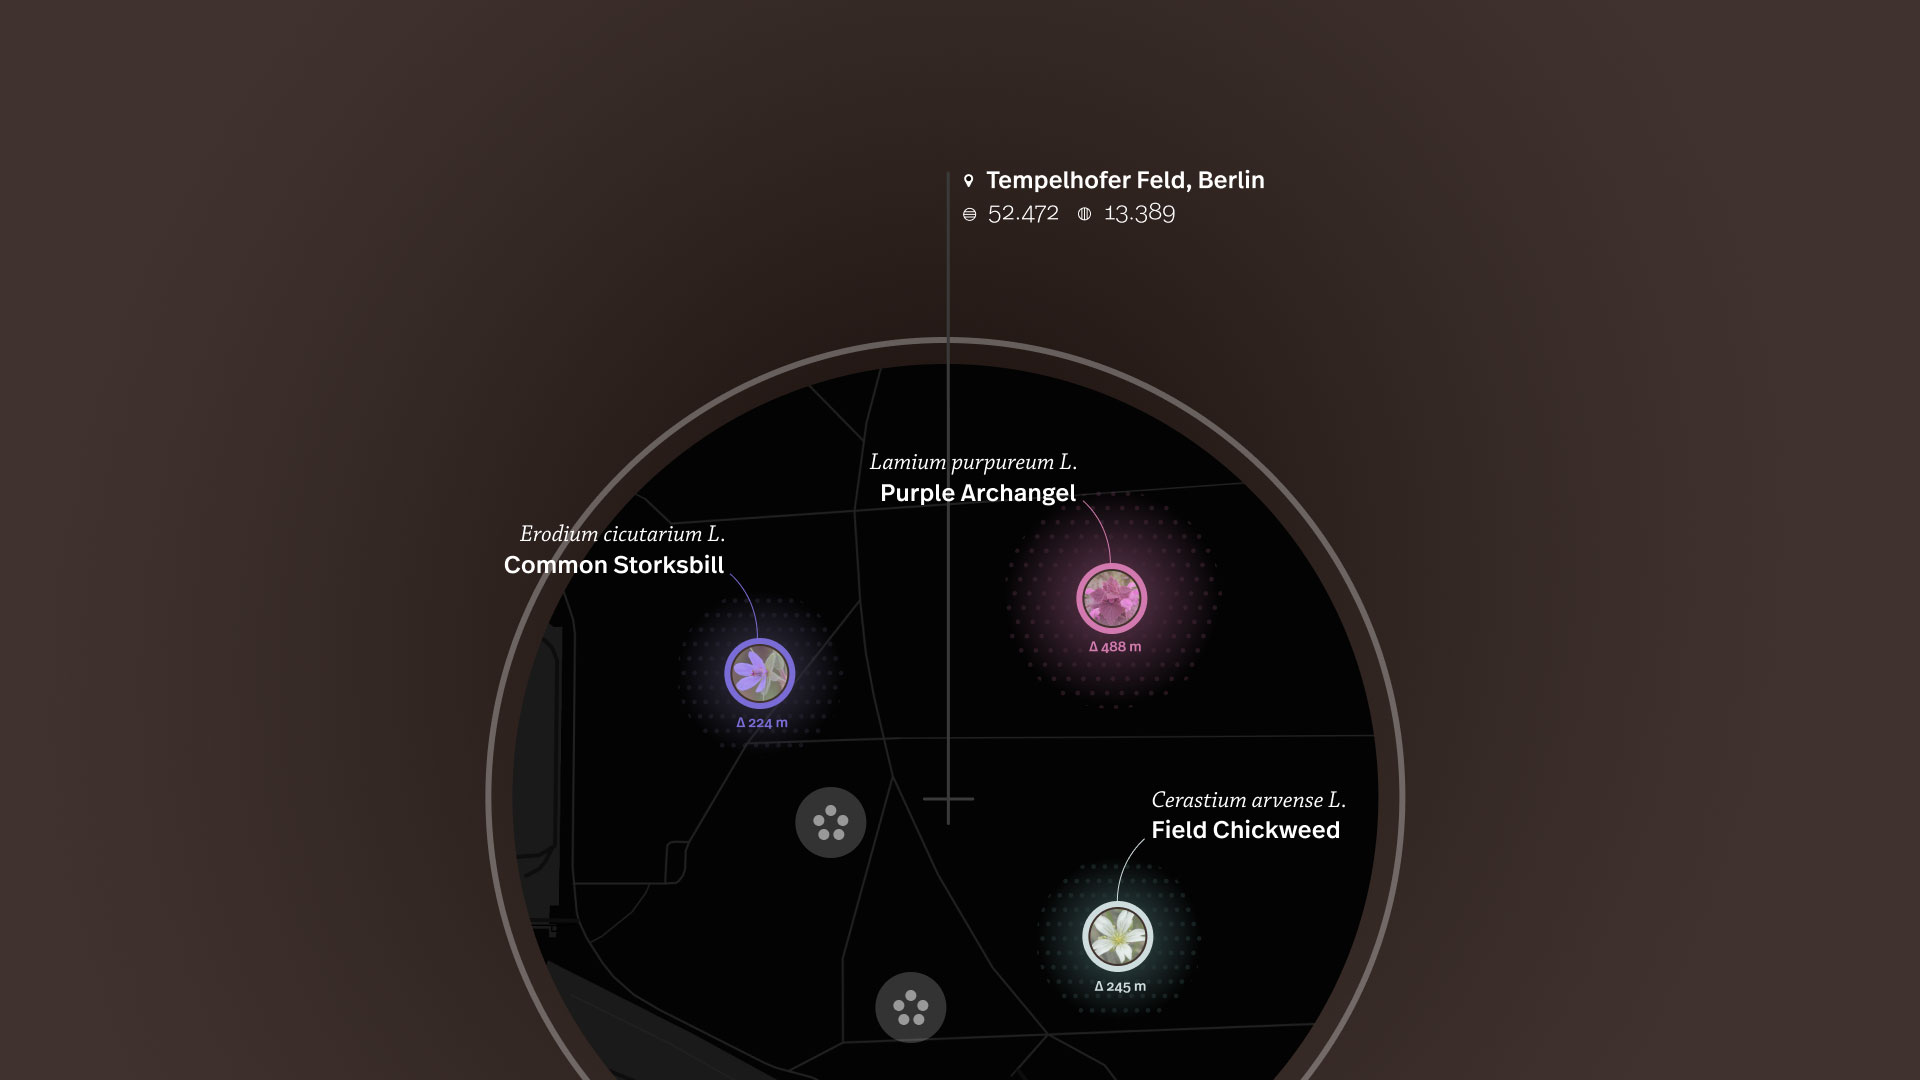 Tempelhofer Feld, Berlin
52.472 13.389
Lamium purpureum L.
Purple Archangel
Erodium cicutarium L.
Common Storksbill
Δ 488 m
Δ 224 m
Cerastium arvense L.
Field Chickweed
Δ 245 m